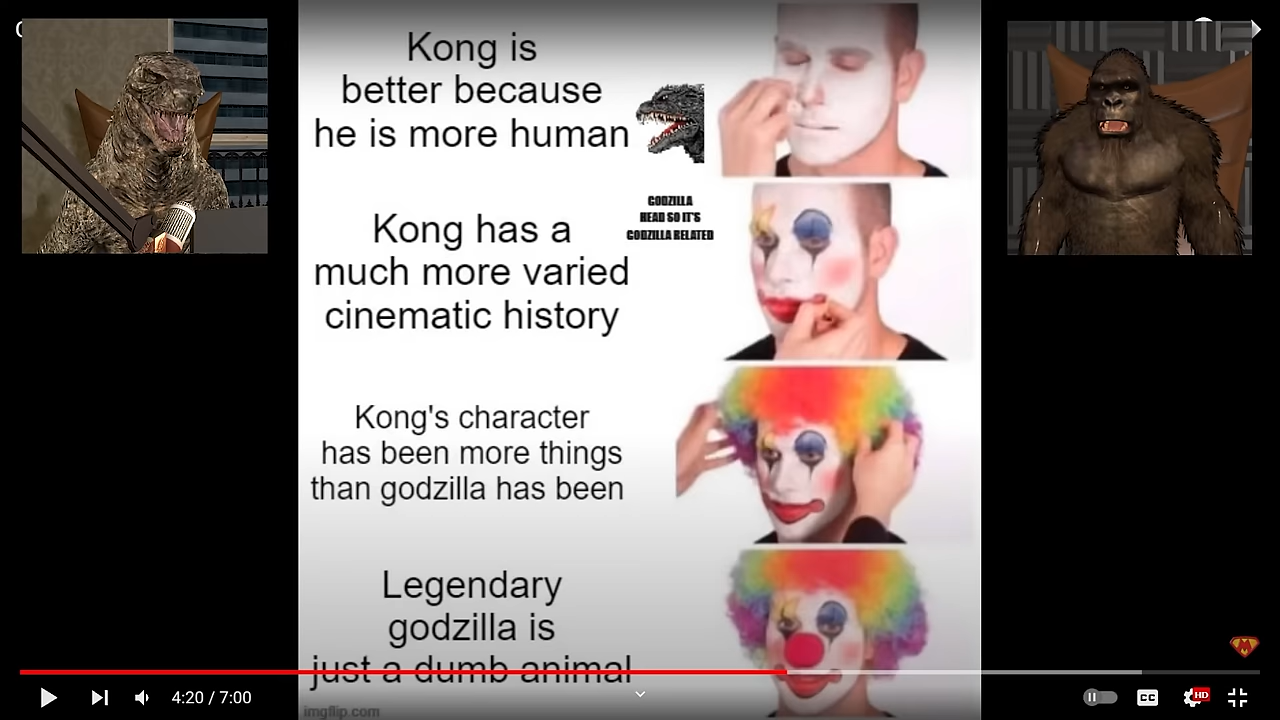 Kong is
better because
he is more human
GODZILLA
HEAD SO IT'S
GODZILLA RELATED
Kong has a
much more varied
cinematic history
Kong's character
has been more things
than godzilla has been
Legendary
godzilla is
just a dumb animal
4:20 / 7:00
CC
HD
imgflip.com